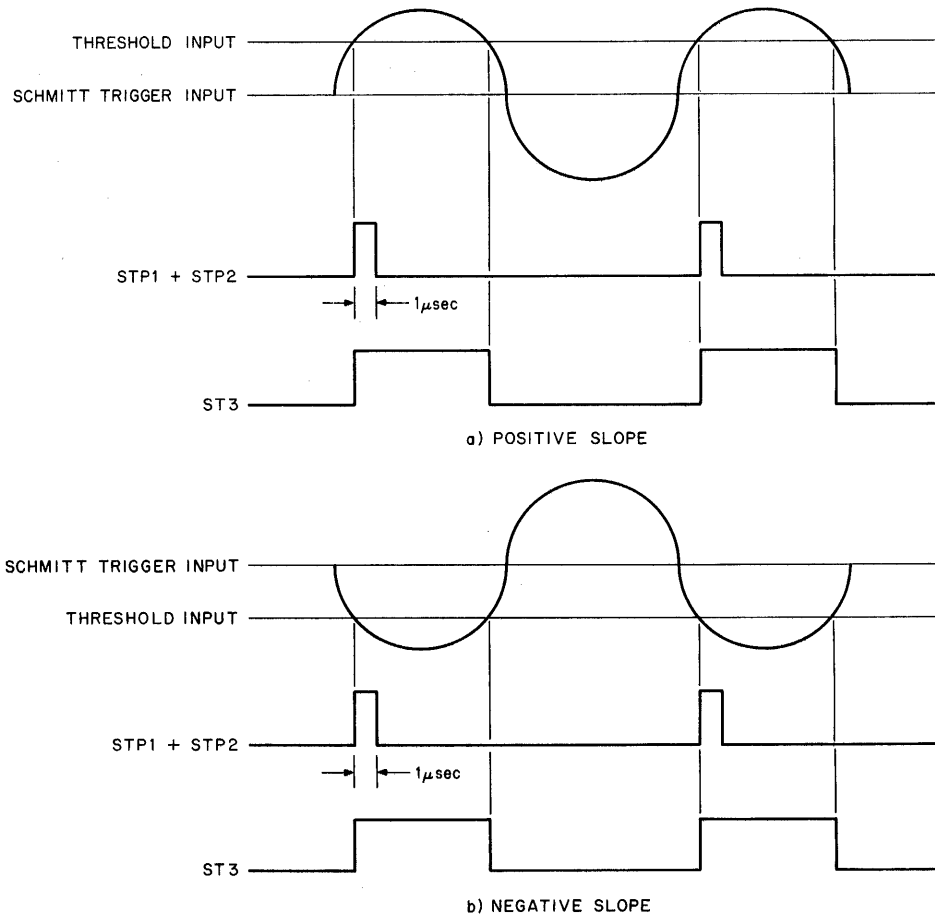 THRESHOLD INPUT
SCHMITT TRIGGER INPUT
STP1 + STP2
1μsec
ST3
a) POSITIVE SLOPE
SCHMITT TRIGGER INPUT
THRESHOLD INPUT
STP1 + STP2
1μsec
ST3
b) NEGATIVE SLOPE